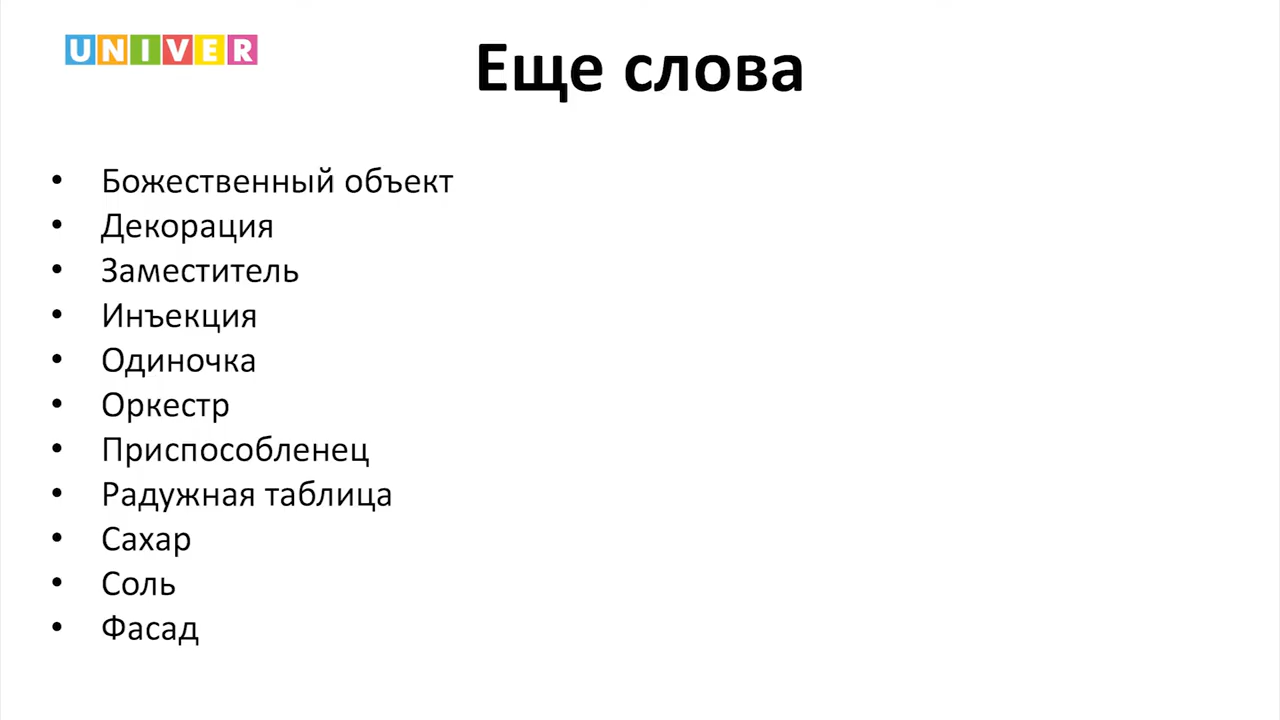 UNIVER
Еще слова
• Божественный объект
• Декорация
• Заместитель
• Инъекция
• Одиночка
• Оркестр
• Приспособленец
• Радужная таблица
• Сахар
• Соль
• Фасад